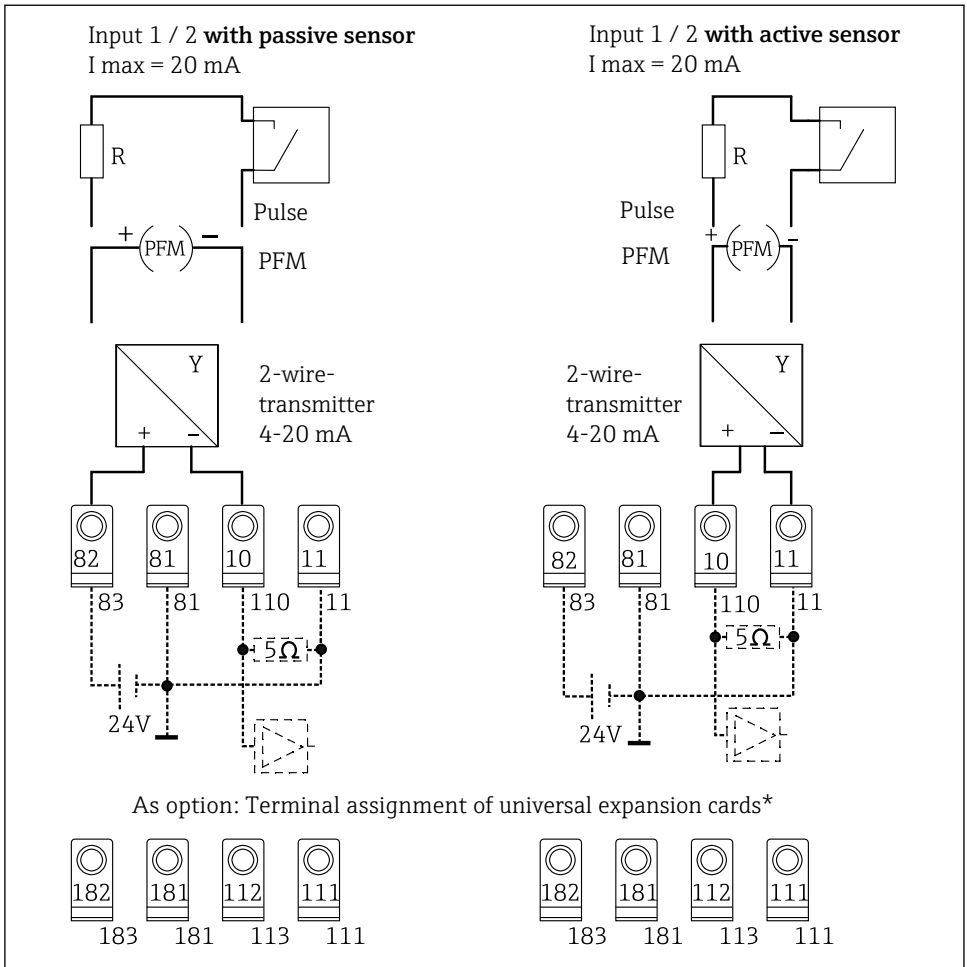 Input 1 / 2 with passive sensor
I max = 20 mA
R
Pulse
+ PFM -
PFM
Y
+ -
2-wire-
transmitter
4-20 mA
82 81 10 11
83 81 110 11
5Ω
24V
Input 1 / 2 with active sensor
I max = 20 mA
R
Pulse
+ PFM -
PFM
Y
+ -
2-wire-
transmitter
4-20 mA
82 81 10 11
83 81 110 11
5Ω
24V
As option: Terminal assignment of universal expansion cards*
182 181 112 111
183 181 113 111
182 181 112 111
183 181 113 111